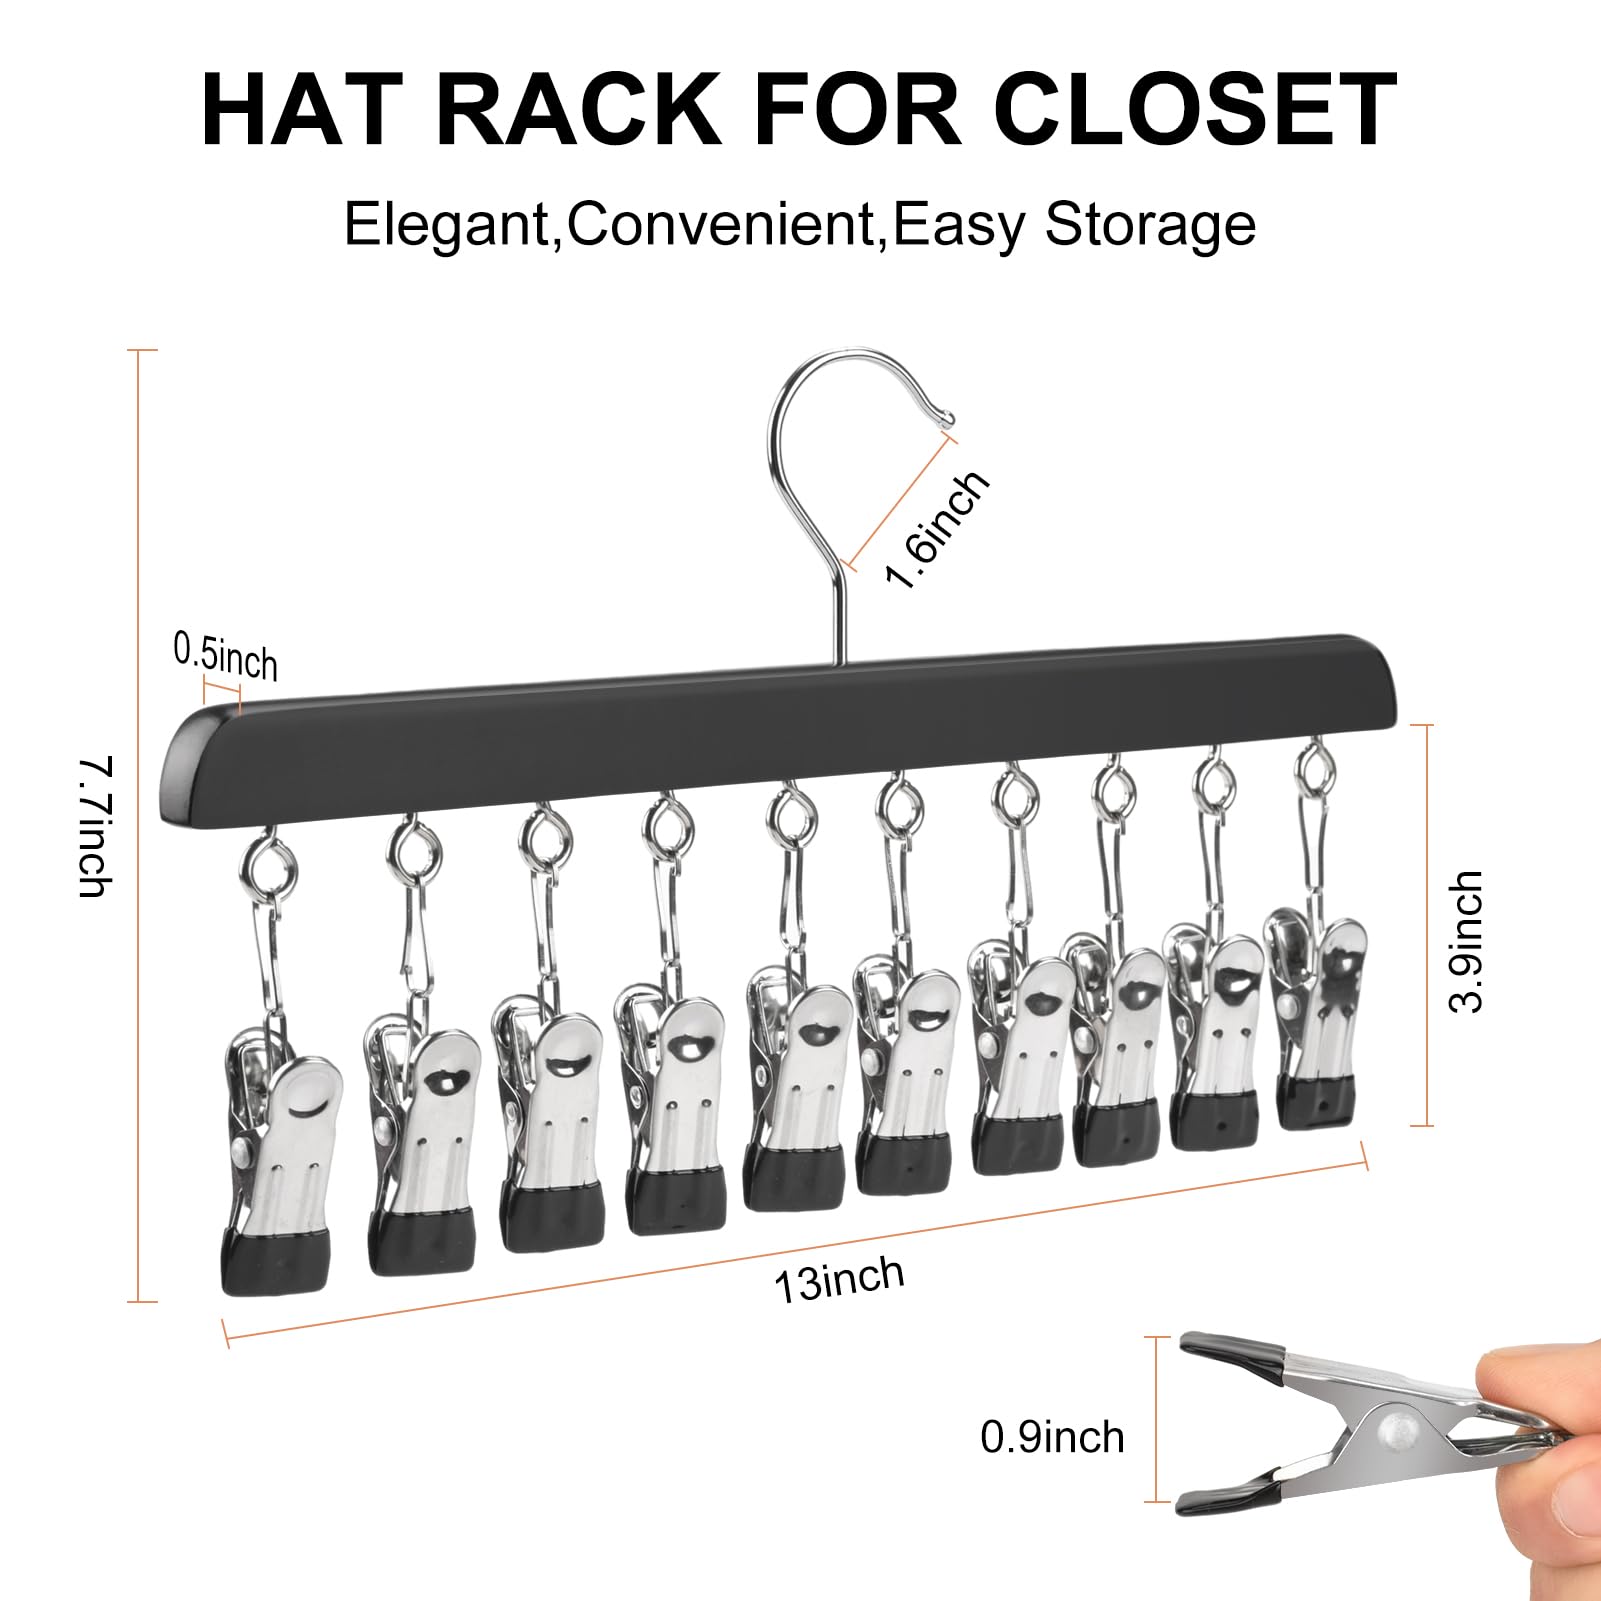 HAT RACK FOR CLOSET
Elegant,Convenient,Easy Storage
1.6inch
0.5inch
7.7inch
3.9inch
13inch
0.9inch